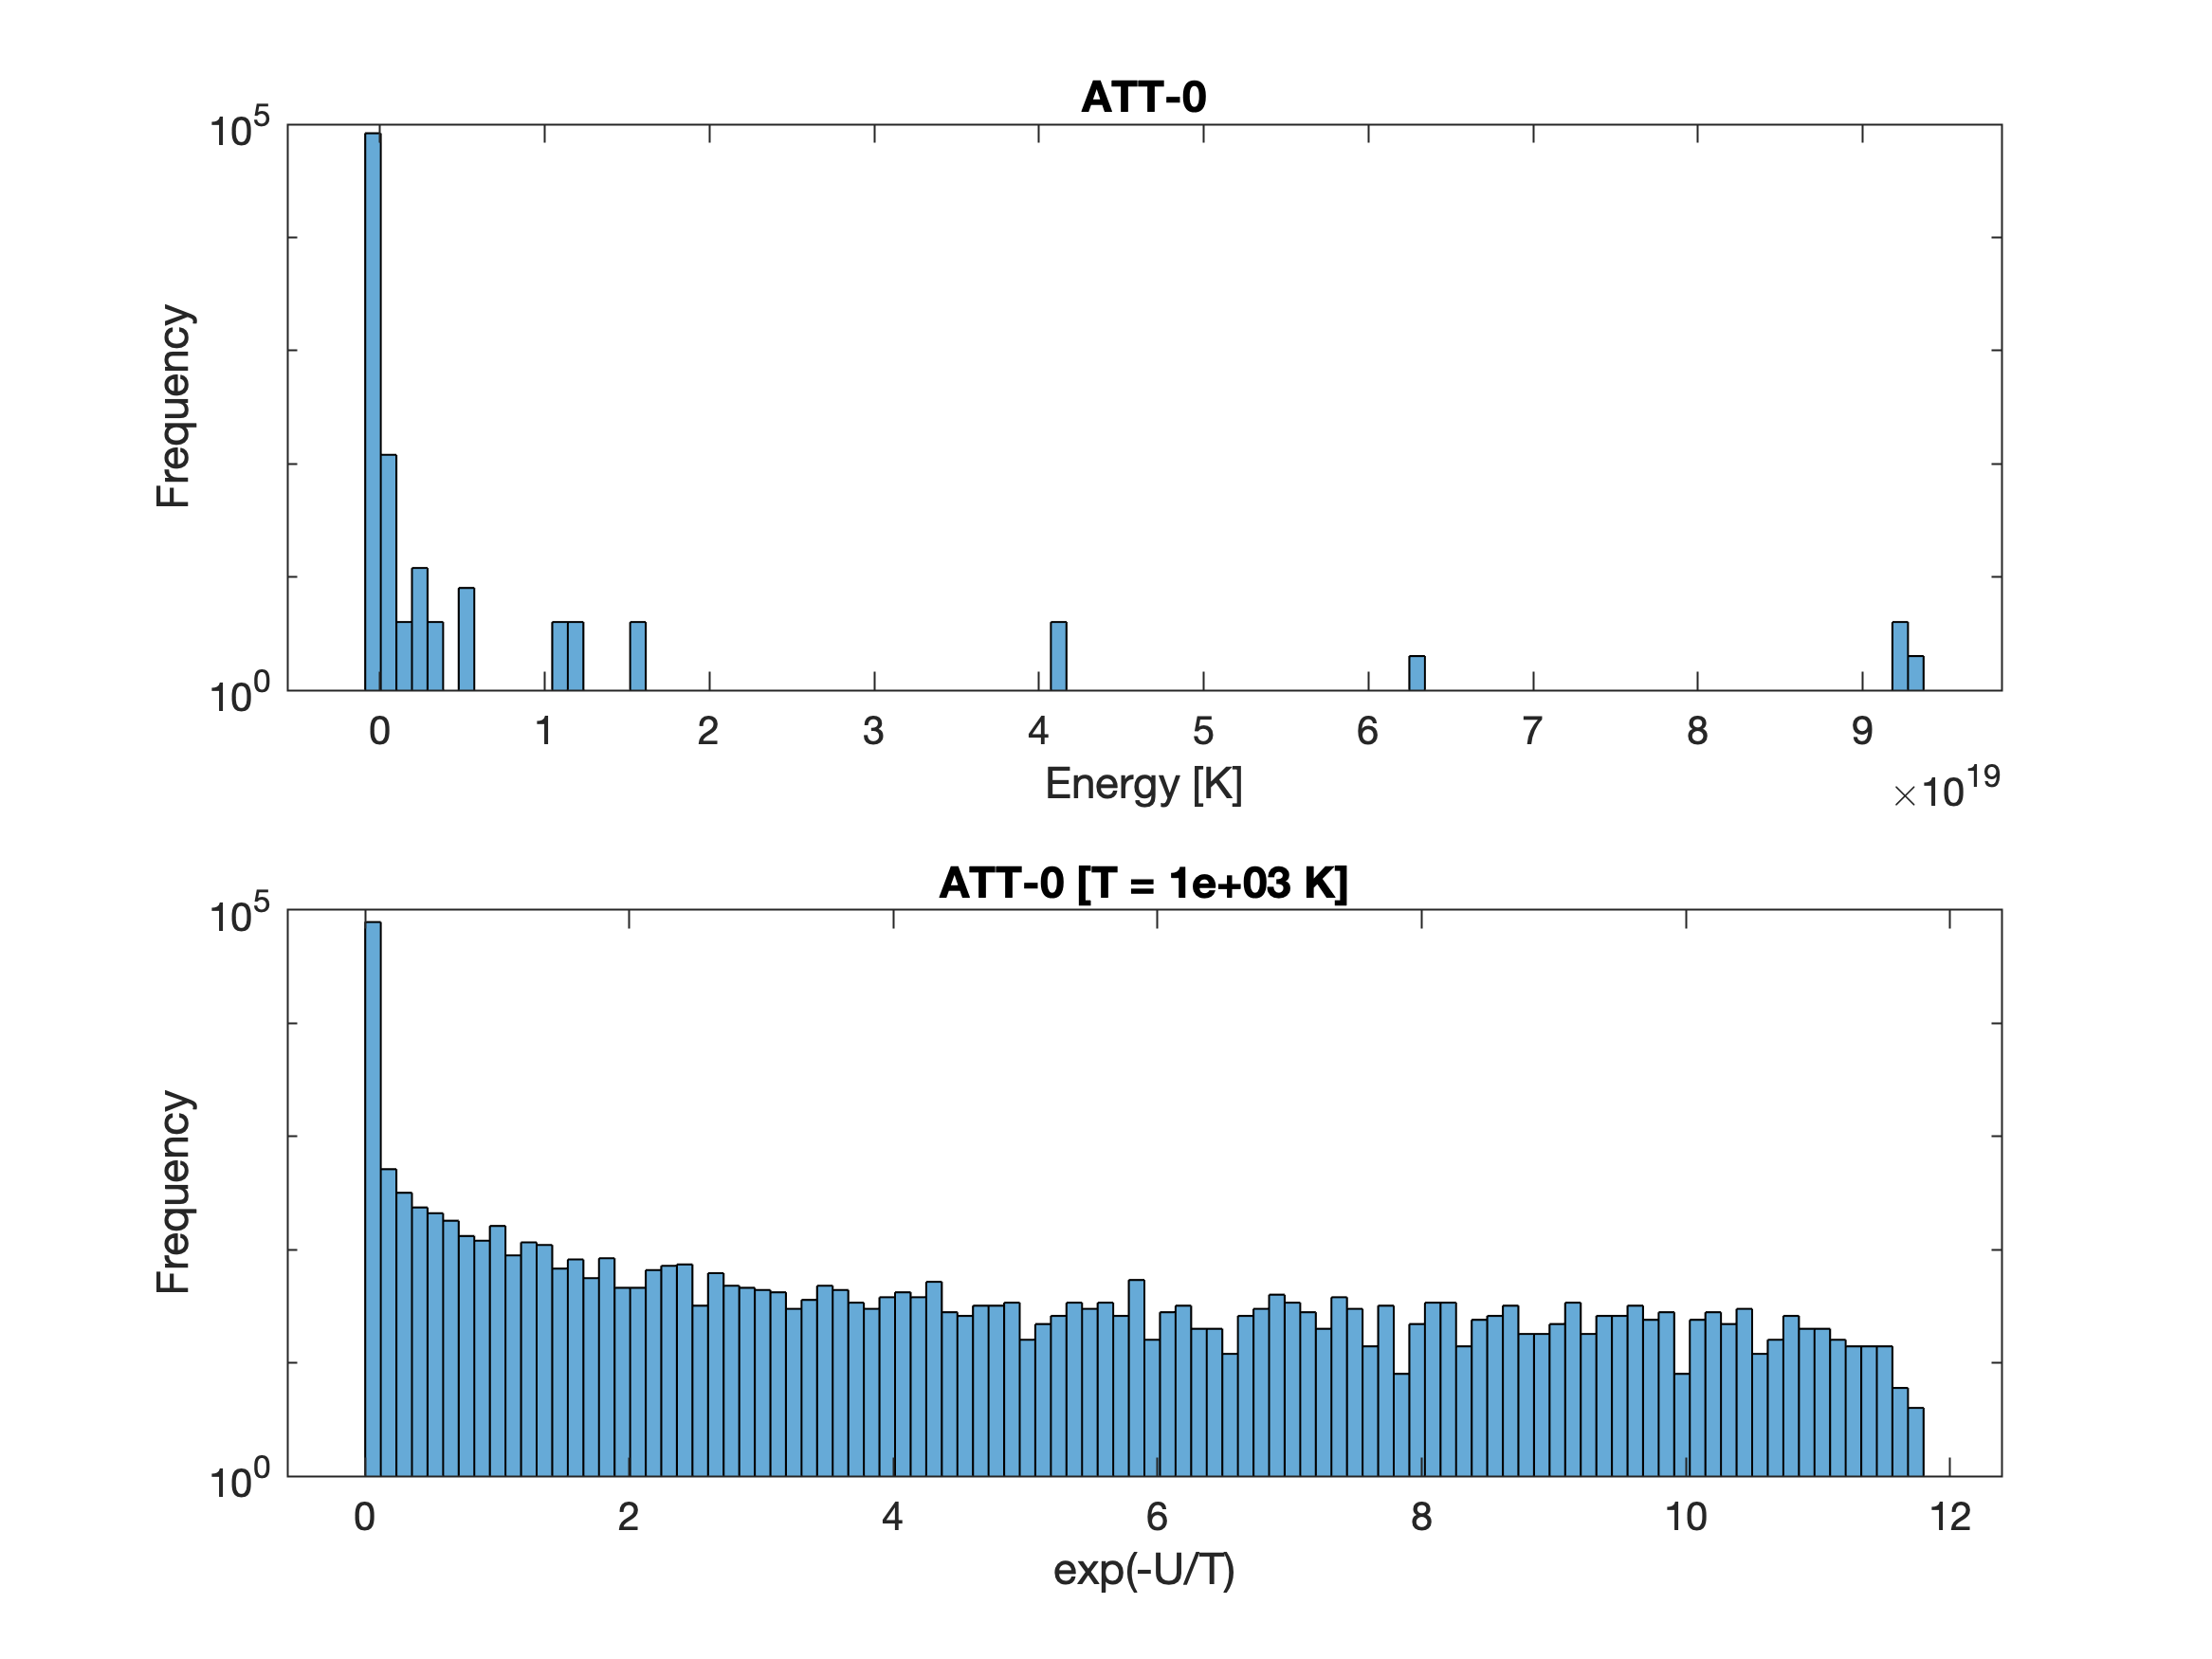 ATT-0
10^5
Frequency
10^0
0 1 2 3 4 5 6 7 8 9
Energy [K]
×10^19
ATT-0 [T = 1e+03 K]
10^5
Frequency
10^0
0 2 4 6 8 10 12
exp(-U/T)